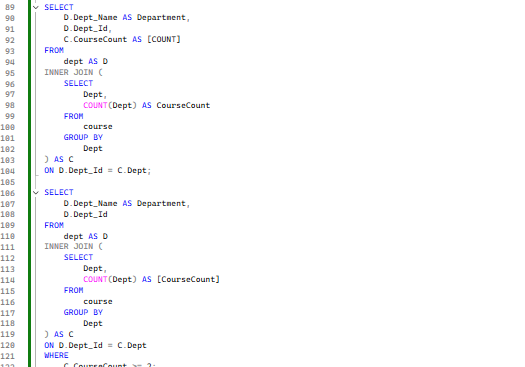 89 SELECT
90 D.Dept_Name AS Department,
91 D.Dept_Id,
92 C.CourseCount AS [COUNT]
93 FROM
94 dept AS D
95 INNER JOIN (
96 SELECT
97 Dept,
98 COUNT(Dept) AS CourseCount
99 FROM
100 course
101 GROUP BY
102 Dept
103 ) AS C
104 ON D.Dept_Id = C.Dept;
105
106 SELECT
107 D.Dept_Name AS Department,
108 D.Dept_Id
109 FROM
110 dept AS D
111 INNER JOIN (
112 SELECT
113 Dept,
114 COUNT(Dept) AS [CourseCount]
115 FROM
116 course
117 GROUP BY
118 Dept
119 ) AS C
120 ON D.Dept_Id = C.Dept
121 WHERE
122 C.CourseCount >= 2;